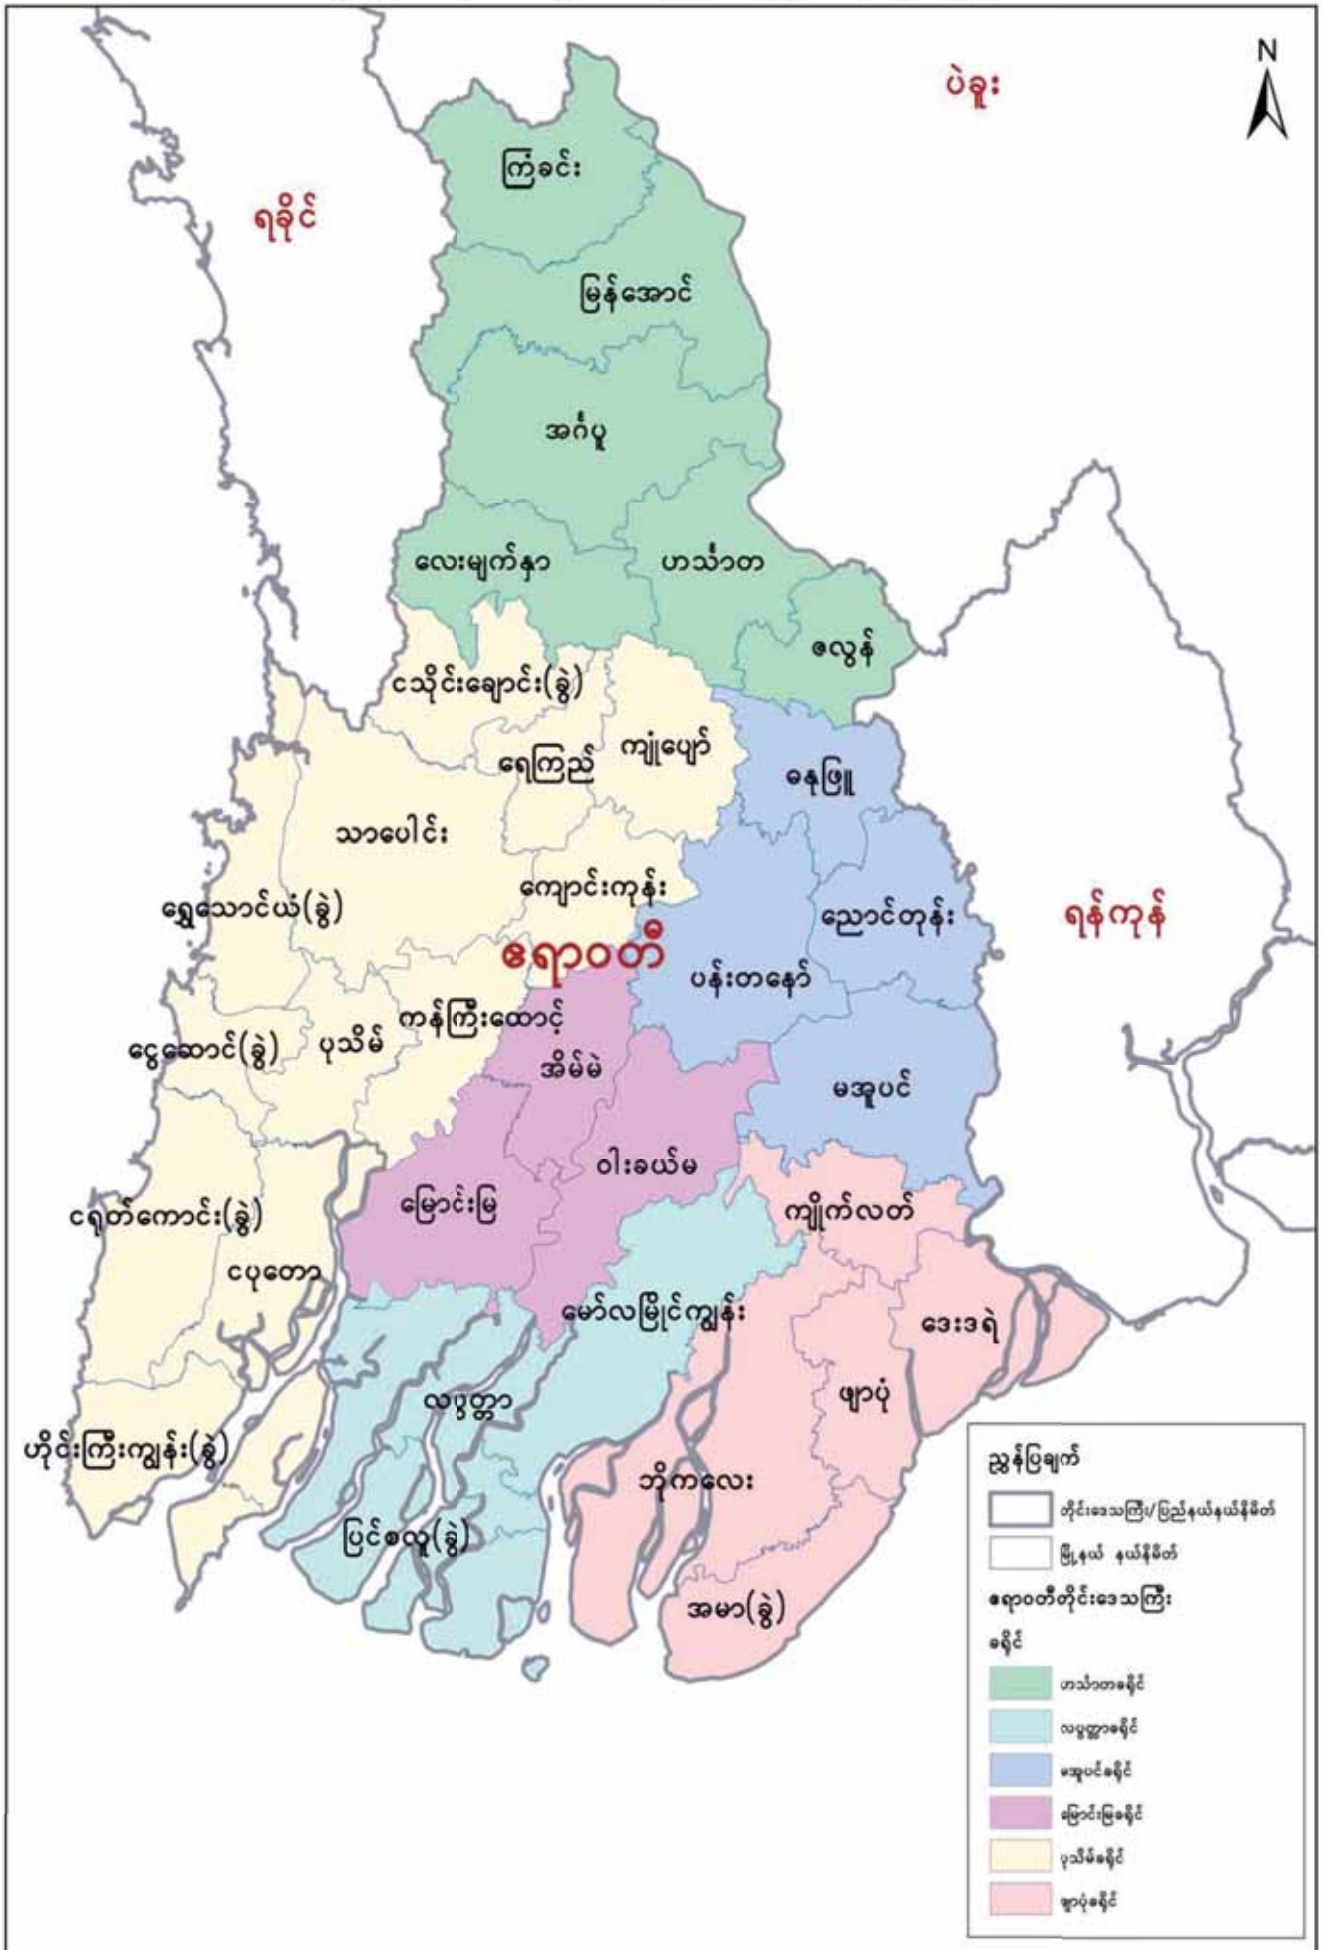 N
ပဲခူး
ကြံခင်း
ရခိုင်
မြန်အောင်
အင်္ဂပူ
လေးမျက်နှာ
ဟင်္သာတ
ဇလွန်
ငသိုင်းချောင်း(ခွဲ)
ကျုံပျော်
ရေကြည်
ဓနုဖြူ
သာပေါင်း
ကျောင်းကုန်း
ရွှေသောင်ယံ(ခွဲ)
ညောင်တုန်း
ရန်ကုန်
ဧရာဝတီ
ပန်းတနော်
ကန်ကြီးထောင့်
ငွေဆောင်(ခွဲ)
ပုသိမ်
အိမ်မဲ
မအူပင်
ဝါးခယ်မ
မြောင်းမြ
ကျိုက်လတ်
ငရုတ်ကောင်း(ခွဲ)
ငပုတော
မော်လမြိုင်ကျွန်း
ဒေးဒရဲ
ဖျာပုံ
လပွတ္တာ
ဟိုင်းကြီးကျွန်း(ခွဲ)
ဘိုကလေး
ပြင်စလူ(ခွဲ)
အမာ(ခွဲ)
ညွှန်ပြချက်
တိုင်းဒေသကြီး/ပြည်နယ်နယ်နိမိတ်
မြို့နယ် နယ်နိမိတ်
ဧရာဝတီတိုင်းဒေသကြီး
ခရိုင်
ဟင်္သာတခရိုင်
လပွတ္တာခရိုင်
မအူပင်ခရိုင်
မြောင်းမြခရိုင်
ပုသိမ်ခရိုင်
ဖျာပုံခရိုင်